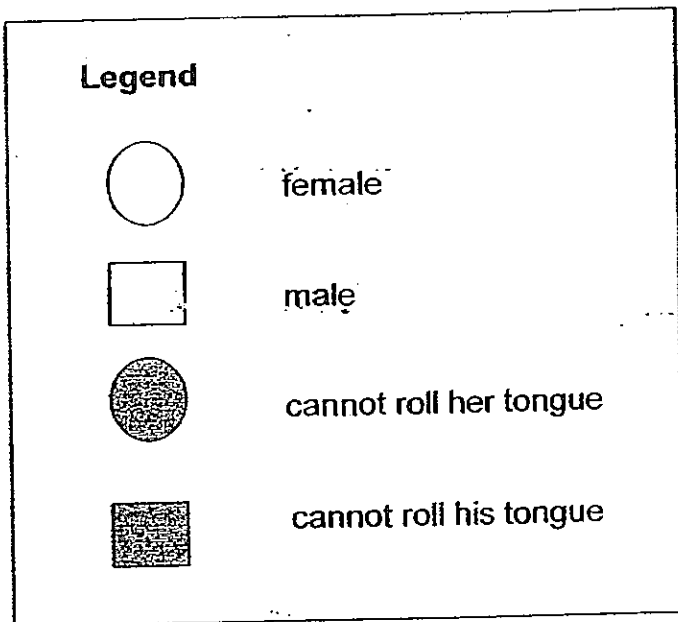 Legend
female
male
cannot roll her tongue
cannot roll his tongue